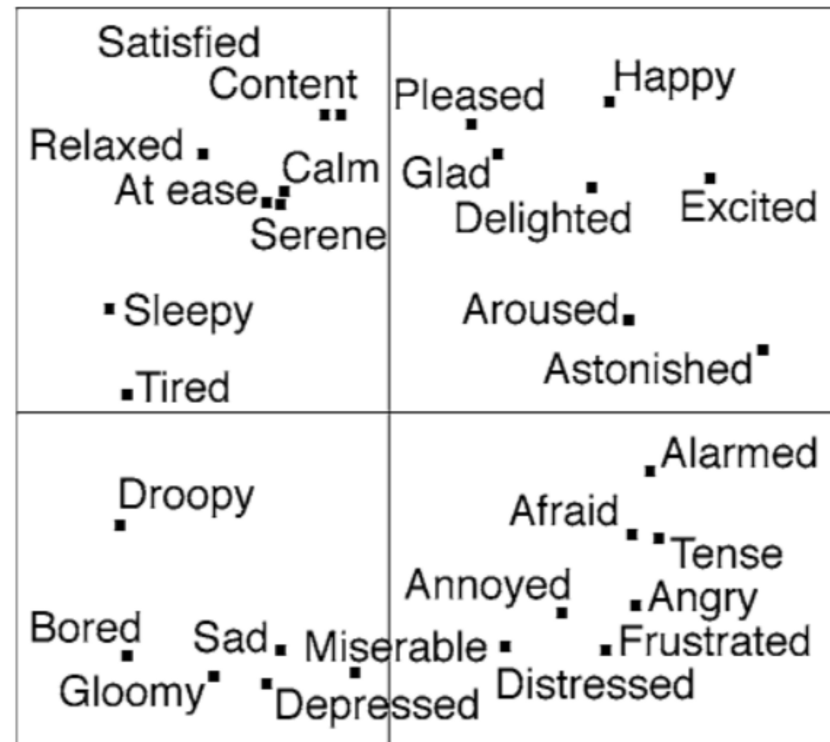 Satisfied
Content
Pleased
Happy
Relaxed
Calm
Glad
At ease
Delighted
Excited
Serene
Sleepy
Aroused
Astonished
Tired
Alarmed
Droopy
Afraid
Tense
Annoyed
Angry
Bored
Sad
Miserable
Frustrated
Gloomy
Depressed
Distressed